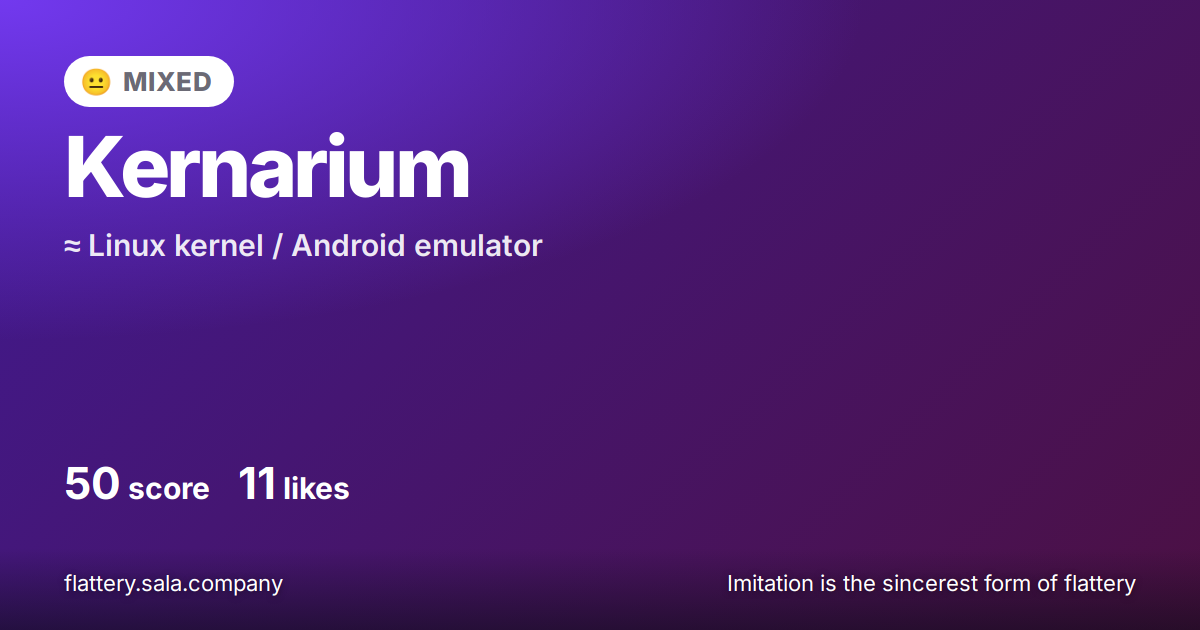 😐 MIXED
Kernarium
≈ Linux kernel / Android emulator
50 score 11 likes
flattery.sala.company
Imitation is the sincerest form of flattery